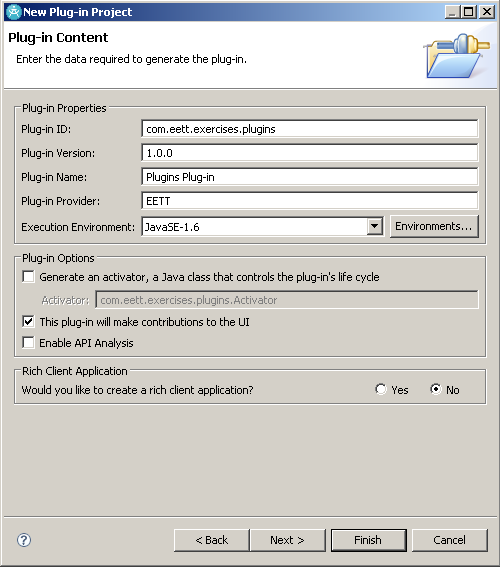 New Plug-in Project
Plug-in Content
Enter the data required to generate the plug-in.
Plug-in Properties
Plug-in ID: com.eett.exercises.plugins
Plug-in Version: 1.0.0
Plug-in Name: Plugins Plug-in
Plug-in Provider: EETT
Execution Environment: JavaSE-1.6 Environments...
Plug-in Options
Generate an activator, a Java class that controls the plug-in's life cycle
Activator: com.eett.exercises.plugins.Activator
This plug-in will make contributions to the UI
Enable API Analysis
Rich Client Application
Would you like to create a rich client application? Yes No
? < Back Next > Finish Cancel